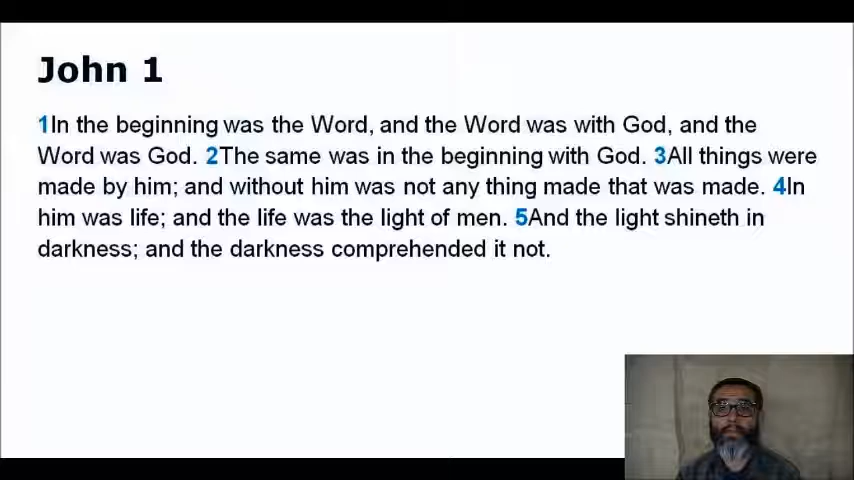 John 1
1In the beginning was the Word, and the Word was with God, and the
Word was God. 2The same was in the beginning with God. 3All things were
made by him; and without him was not any thing made that was made. 4In
him was life; and the life was the light of men. 5And the light shineth in
darkness; and the darkness comprehended it not.